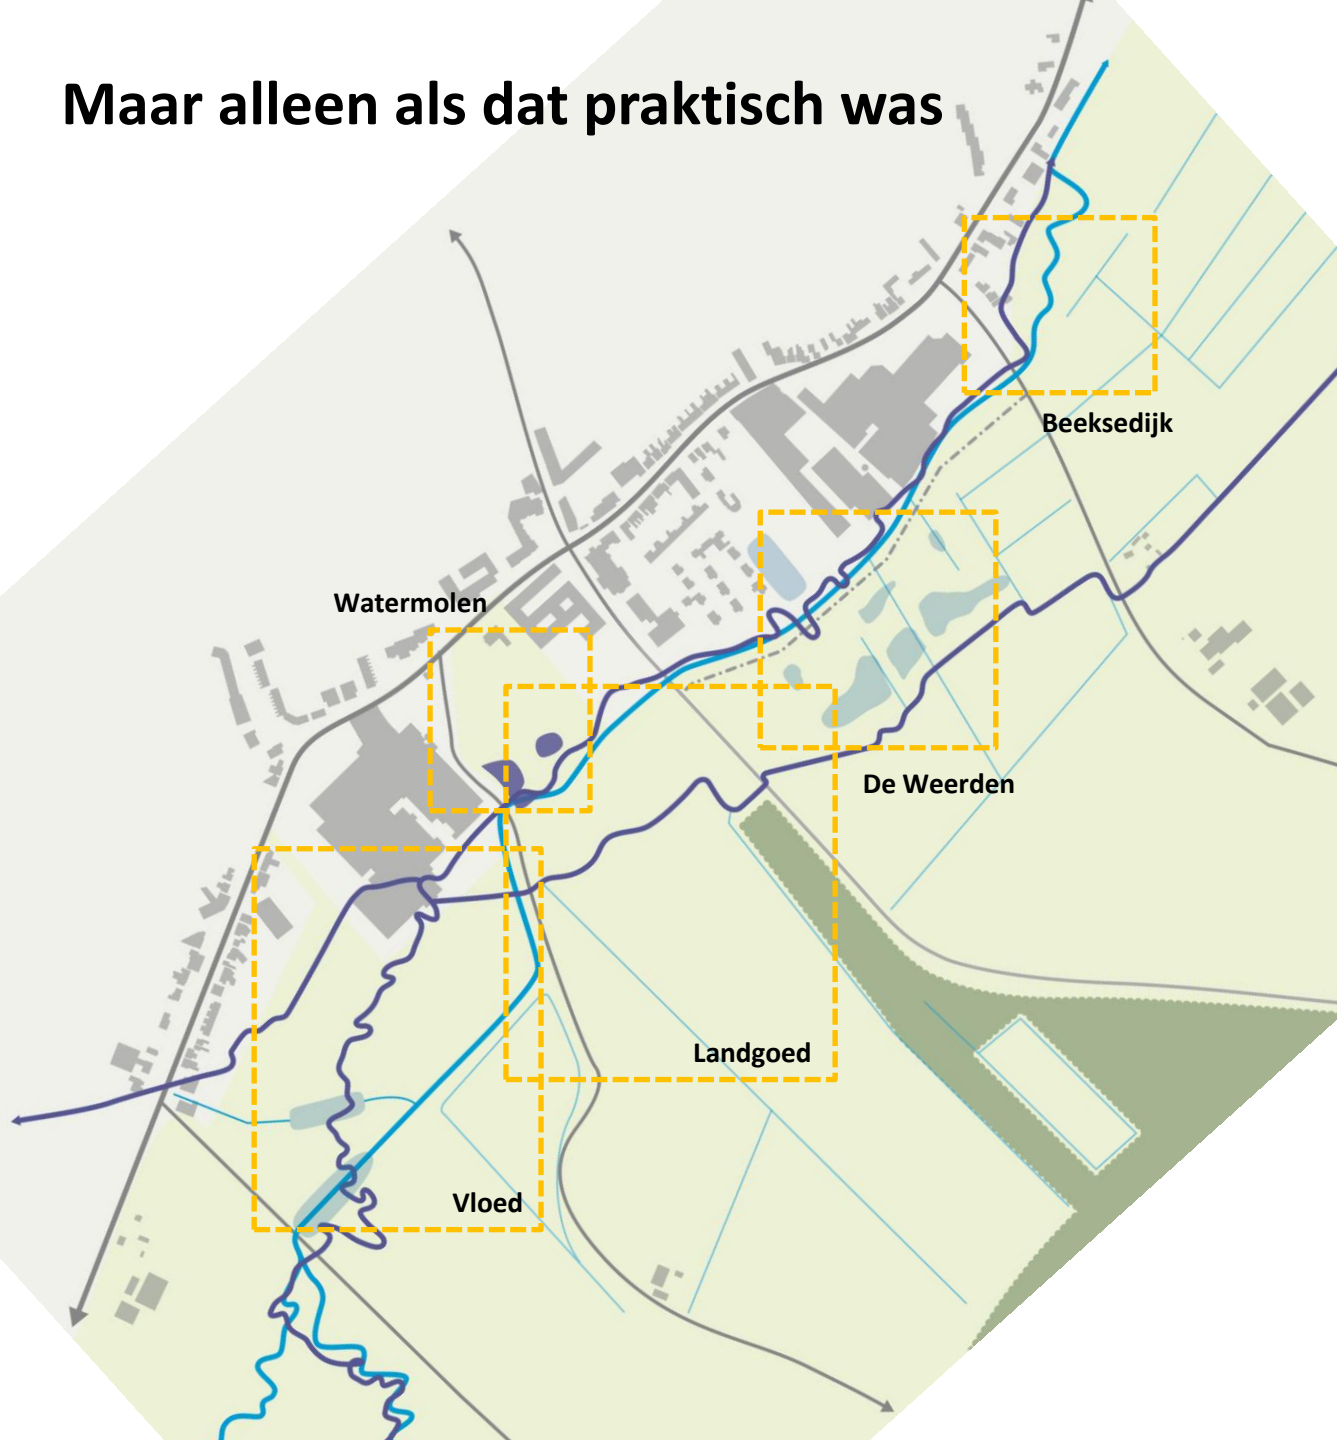 Maar alleen als dat praktisch was
Beeksedijk
Watermolen
De Weerden
Landgoed
Vloed